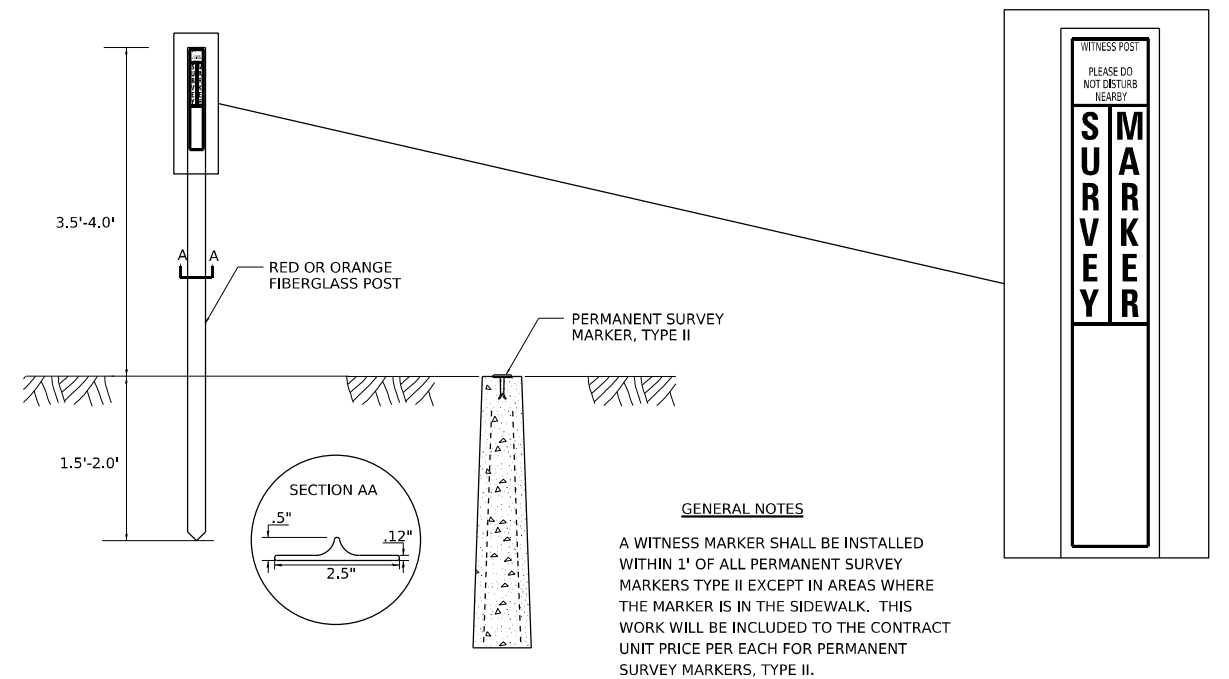 3.5'-4.0'
A A
RED OR ORANGE
FIBERGLASS POST
PERMANENT SURVEY
MARKER, TYPE II
1.5'-2.0'
SECTION AA
.5"
.12"
2.5"
GENERAL NOTES
A WITNESS MARKER SHALL BE INSTALLED
WITHIN 1' OF ALL PERMANENT SURVEY
MARKERS TYPE II EXCEPT IN AREAS WHERE
THE MARKER IS IN THE SIDEWALK. THIS
WORK WILL BE INCLUDED TO THE CONTRACT
UNIT PRICE PER EACH FOR PERMANENT
SURVEY MARKERS, TYPE II.
WITNESS POST
PLEASE DO
NOT DISTURB
NEARBY
SURVEY
MARKER